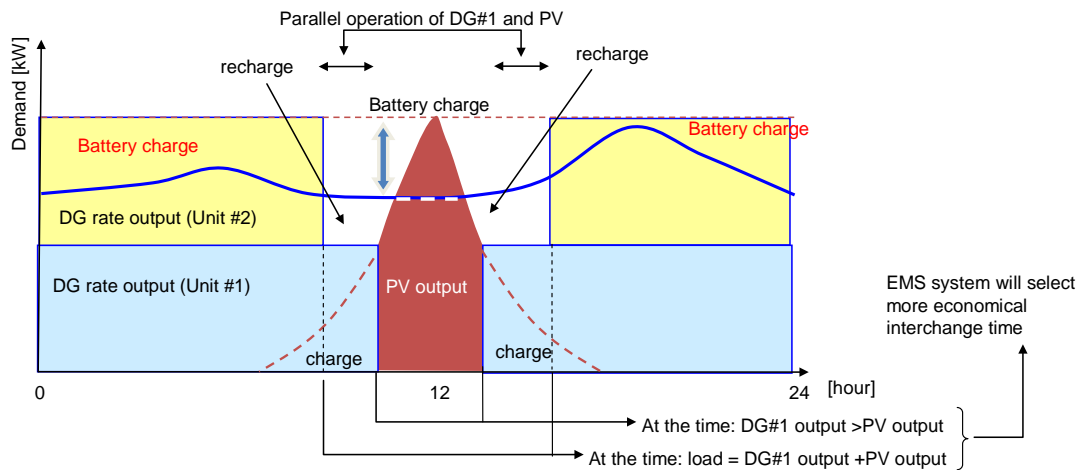 Parallel operation of DG#1 and PV
Demand [kW]
recharge
recharge
Battery charge
Battery charge
Battery charge
DG rate output (Unit #2)
DG rate output (Unit #1)
PV output
EMS system will select
more economical
interchange time
charge
charge
0
12
24
[hour]
At the time: DG#1 output >PV output
At the time: load = DG#1 output +PV output